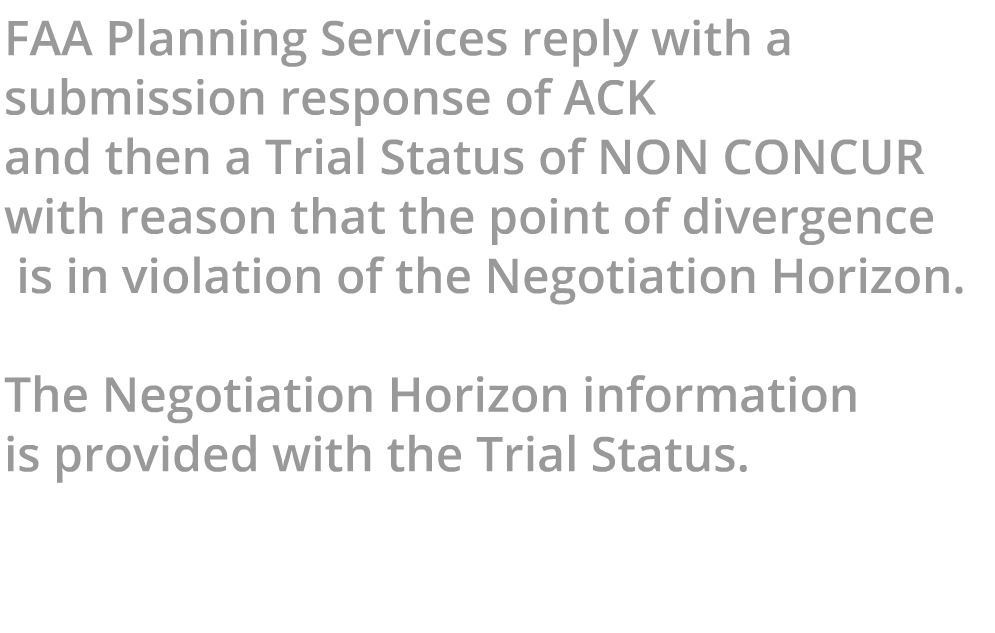 FAA Planning Services reply with a
submission response of ACK
and then a Trial Status of NON CONCUR
with reason that the point of divergence
is in violation of the Negotiation Horizon.
The Negotiation Horizon information
is provided with the Trial Status.